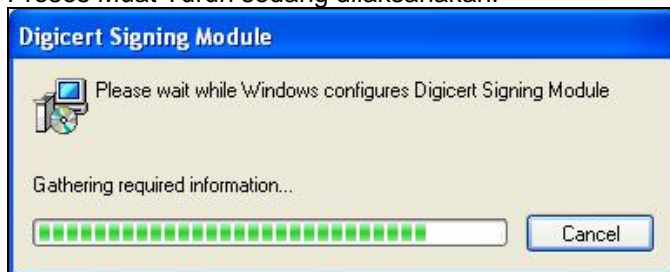 Proses Muat Turun sedang dilaksanakan.
Digicert Signing Module
Please wait while Windows configures Digicert Signing Module
Gathering required information...
Cancel